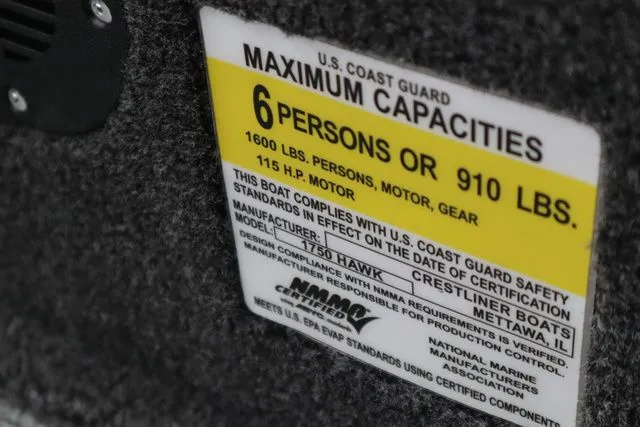 U.S. COAST GUARD
MAXIMUM CAPACITIES
6 PERSONS OR 910 LBS.
1600 LBS. PERSONS, MOTOR, GEAR
115 H.P. MOTOR
THIS BOAT COMPLIES WITH U.S. COAST GUARD SAFETY
STANDARDS IN EFFECT ON THE DATE OF CERTIFICATION
MANUFACTURER: CRESTLINER BOATS
METTAWA, IL
MODEL: 1750 HAWK
DESIGN COMPLIANCE WITH NMMA REQUIREMENTS IS VERIFIED.
MANUFACTURER RESPONSIBLE FOR PRODUCTION CONTROL.
NMMA
CERTIFIED
using ABYC standards
NATIONAL MARINE
MANUFACTURERS
ASSOCIATION
MEETS U.S. EPA EVAP STANDARDS USING CERTIFIED COMPONENTS